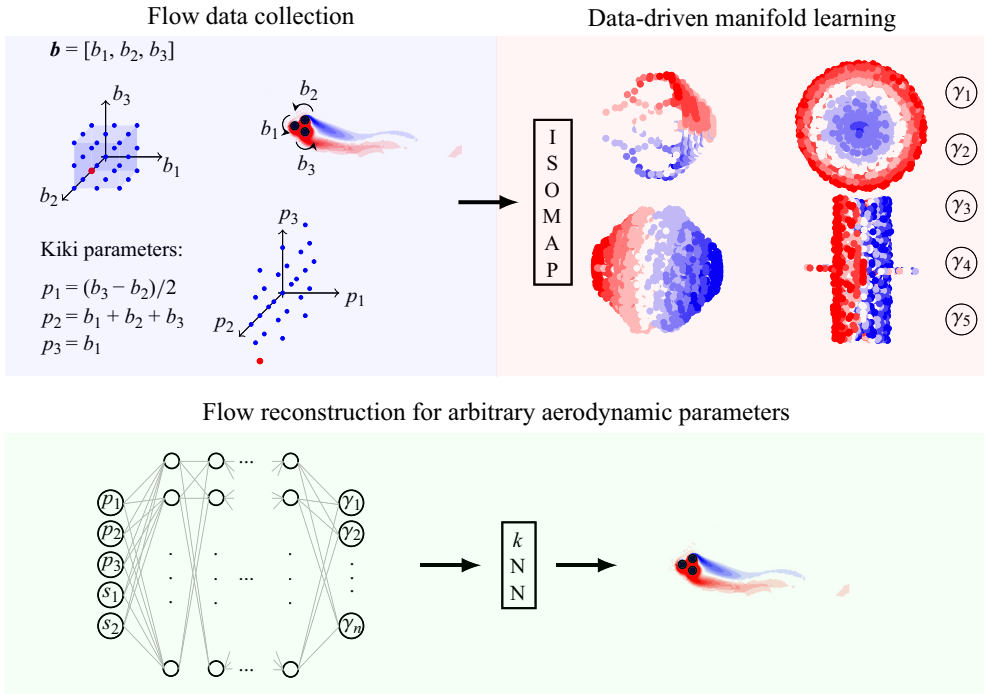 Flow data collection
b = [b1, b2, b3]
b3
b1
b2
b2
b1
b3
Kiki parameters:
p1 = (b3 − b2)/2
p2 = b1 + b2 + b3
p3 = b1
p3
p1
p2
Data-driven manifold learning
I
S
O
M
A
P
γ1
γ2
γ3
γ4
γ5
Flow reconstruction for arbitrary aerodynamic parameters
p1
p2
p3
s1
s2
...
...
...
γ1
γ2
γn
k
N
N